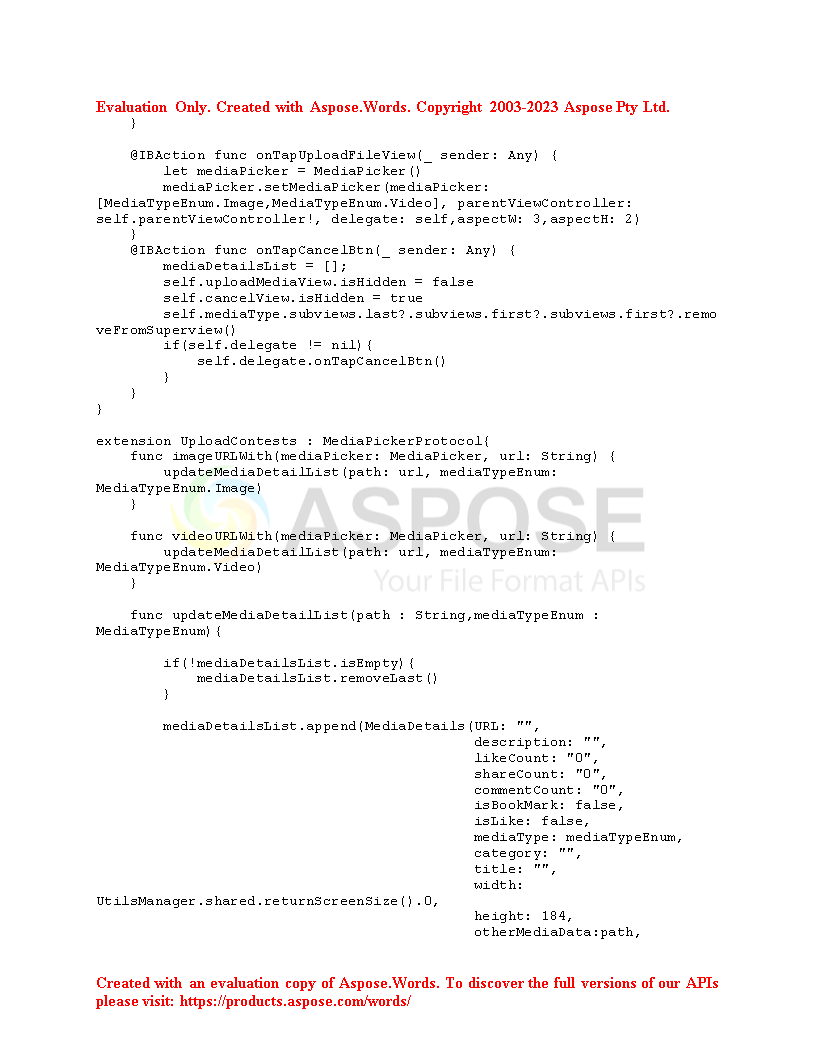 Evaluation Only. Created with Aspose.Words. Copyright 2003-2023 Aspose Pty Ltd.
    }

    @IBAction func onTapUploadFileView(_ sender: Any) {
        let mediaPicker = MediaPicker()
        mediaPicker.setMediaPicker(mediaPicker:
[MediaTypeEnum.Image,MediaTypeEnum.Video], parentViewController:
self.parentViewController!, delegate: self,aspectW: 3,aspectH: 2)
    }
    @IBAction func onTapCancelBtn(_ sender: Any) {
        mediaDetailsList = [];
        self.uploadMediaView.isHidden = false
        self.cancelView.isHidden = true
        self.mediaType.subviews.last?.subviews.first?.subviews.first?.remo
veFromSuperview()
        if(self.delegate != nil){
            self.delegate.onTapCancelBtn()
        }
    }
}

extension UploadContests : MediaPickerProtocol{
    func imageURLWith(mediaPicker: MediaPicker, url: String) {
        updateMediaDetailList(path: url, mediaTypeEnum:
MediaTypeEnum.Image)
    }

    func videoURLWith(mediaPicker: MediaPicker, url: String) {
        updateMediaDetailList(path: url, mediaTypeEnum:
MediaTypeEnum.Video)
    }
ASPOSE
Your File Format APIs

    func updateMediaDetailList(path : String,mediaTypeEnum :
MediaTypeEnum){

        if(!mediaDetailsList.isEmpty){
            mediaDetailsList.removeLast()
        }

        mediaDetailsList.append(MediaDetails(URL: "",
                                             description: "",
                                             likeCount: "0",
                                             shareCount: "0",
                                             commentCount: "0",
                                             isBookMark: false,
                                             isLike: false,
                                             mediaType: mediaTypeEnum,
                                             category: "",
                                             title: "",
                                             width:
UtilsManager.shared.returnScreenSize().0,
                                             height: 184,
                                             otherMediaData:path,

Created with an evaluation copy of Aspose.Words. To discover the full versions of our APIs
please visit: https://products.aspose.com/words/